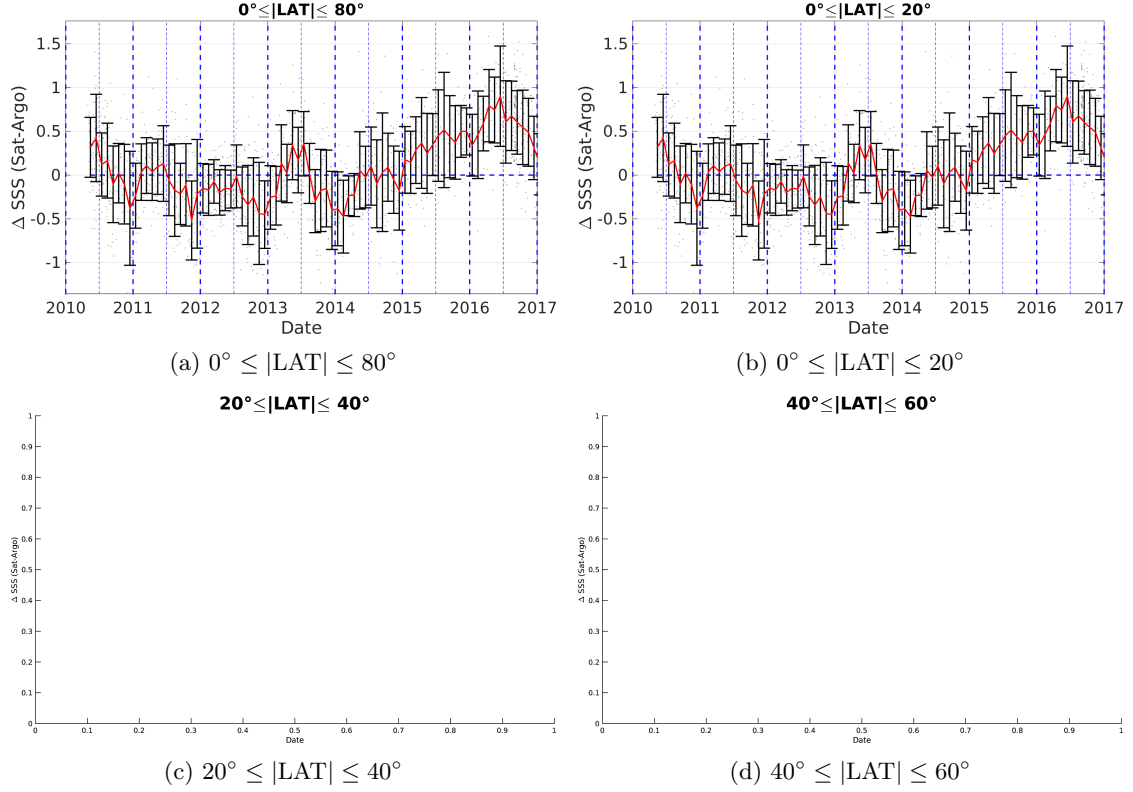 0°≤|LAT|≤ 80°
1.5
1
0.5
0
-0.5
-1
Δ SSS (Sat-Argo)
2010 2011 2012 2013 2014 2015 2016 2017
Date
(a) 0° ≤ |LAT| ≤ 80°
0°≤|LAT|≤ 20°
1.5
1
0.5
0
-0.5
-1
Δ SSS (Sat-Argo)
2010 2011 2012 2013 2014 2015 2016 2017
Date
(b) 0° ≤ |LAT| ≤ 20°
20°≤|LAT|≤ 40°
1
0.9
0.8
0.7
0.6
0.5
0.4
0.3
0.2
0.1
0
Δ SSS (Sat-Argo)
0 0.1 0.2 0.3 0.4 0.5 0.6 0.7 0.8 0.9 1
Date
(c) 20° ≤ |LAT| ≤ 40°
40°≤|LAT|≤ 60°
1
0.9
0.8
0.7
0.6
0.5
0.4
0.3
0.2
0.1
0
Δ SSS (Sat-Argo)
0 0.1 0.2 0.3 0.4 0.5 0.6 0.7 0.8 0.9 1
Date
(d) 40° ≤ |LAT| ≤ 60°